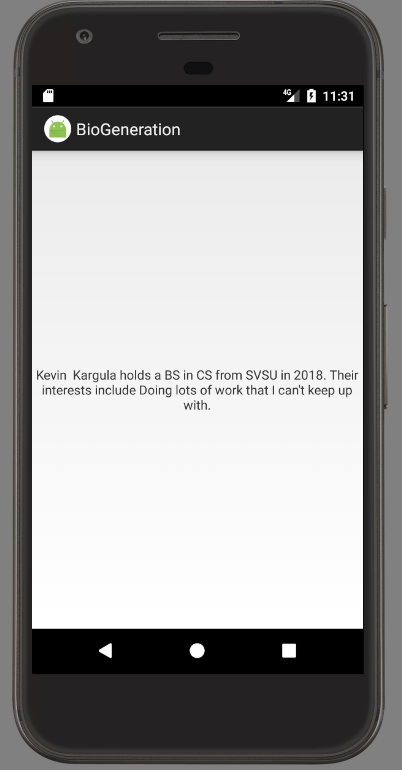 4G 11:31
BioGeneration
Kevin  Kargula holds a BS in CS from SVSU in 2018. Their
interests include Doing lots of work that I can't keep up
with.